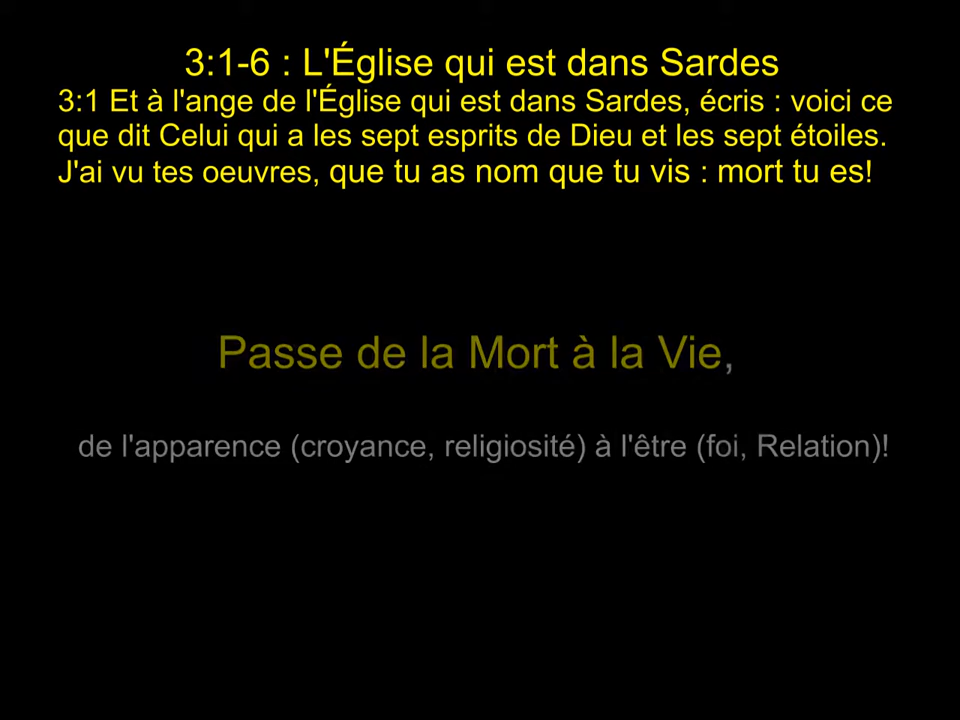 3:1-6 : L'Église qui est dans Sardes
3:1 Et à l'ange de l'Église qui est dans Sardes, écris : voici ce
que dit Celui qui a les sept esprits de Dieu et les sept étoiles.
J'ai vu tes oeuvres, que tu as nom que tu vis : mort tu es!
Passe de la Mort à la Vie,
de l'apparence (croyance, religiosité) à l'être (foi, Relation)!